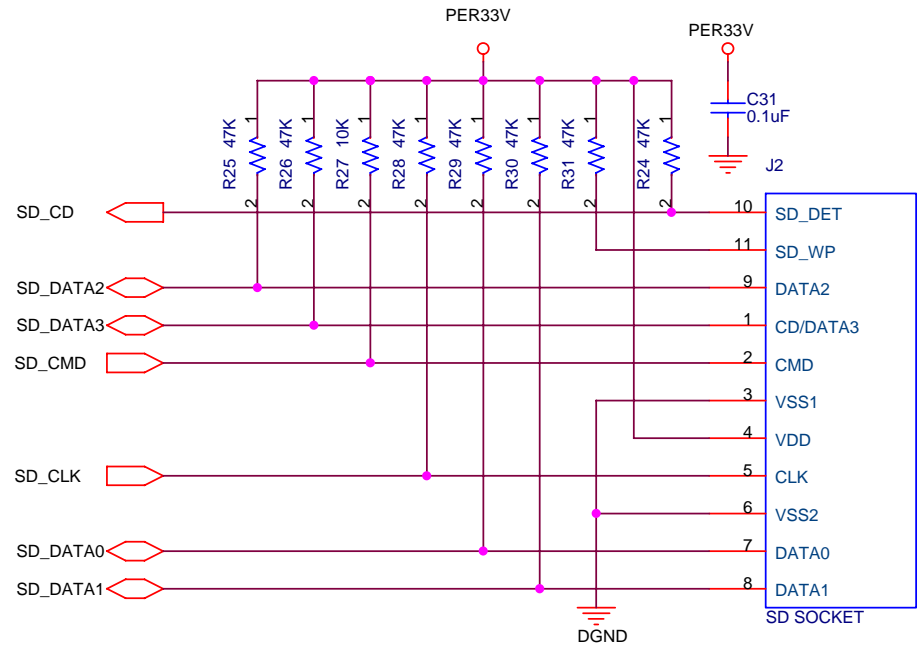 PER33V
PER33V
C31
0.1uF
J2
R25 47K
R26 47K
R27 10K
R28 47K
R29 47K
R30 47K
R31 47K
R24 47K
1 1 1 1 1 1 1 1
2 2 2 2 2 2 2 2
SD_CD 10 SD_DET
11 SD_WP
SD_DATA2 9 DATA2
SD_DATA3 1 CD/DATA3
SD_CMD 2 CMD
3 VSS1
4 VDD
SD_CLK 5 CLK
6 VSS2
SD_DATA0 7 DATA0
SD_DATA1 8 DATA1
SD SOCKET
DGND